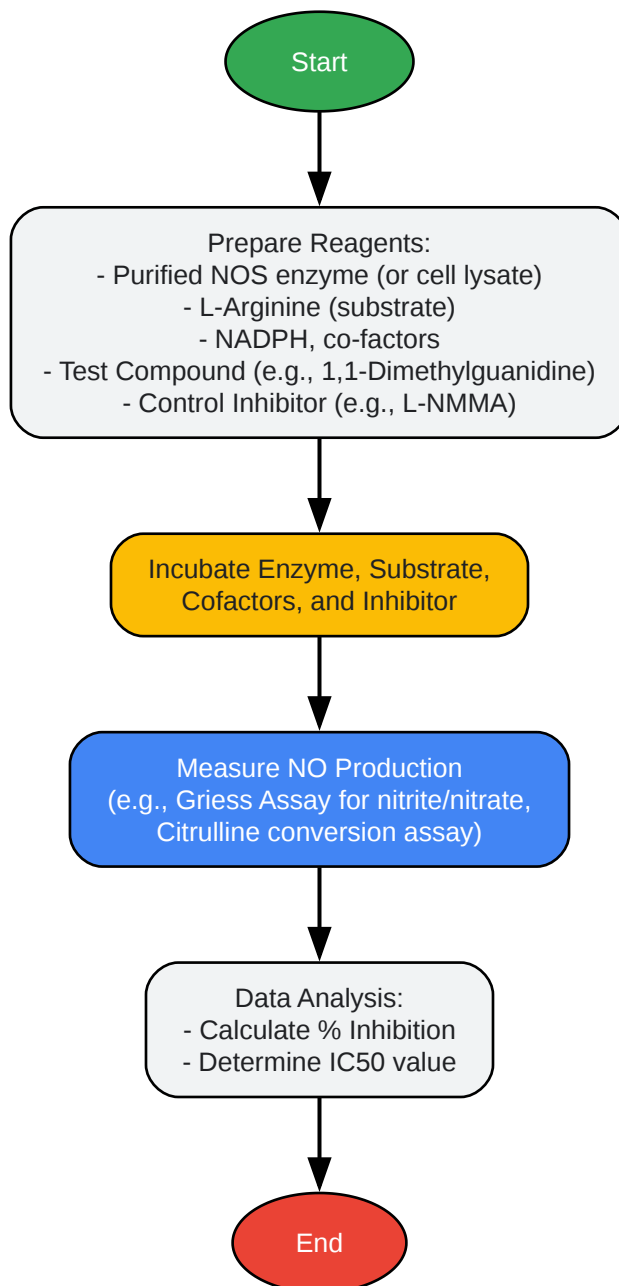 Start
Prepare Reagents:
- Purified NOS enzyme (or cell lysate)
- L-Arginine (substrate)
- NADPH, co-factors
- Test Compound (e.g., 1,1-Dimethylguanidine)
- Control Inhibitor (e.g., L-NMMA)
Incubate Enzyme, Substrate,
Cofactors, and Inhibitor
Measure NO Production
(e.g., Griess Assay for nitrite/nitrate,
Citrulline conversion assay)
Data Analysis:
- Calculate % Inhibition
- Determine IC50 value
End